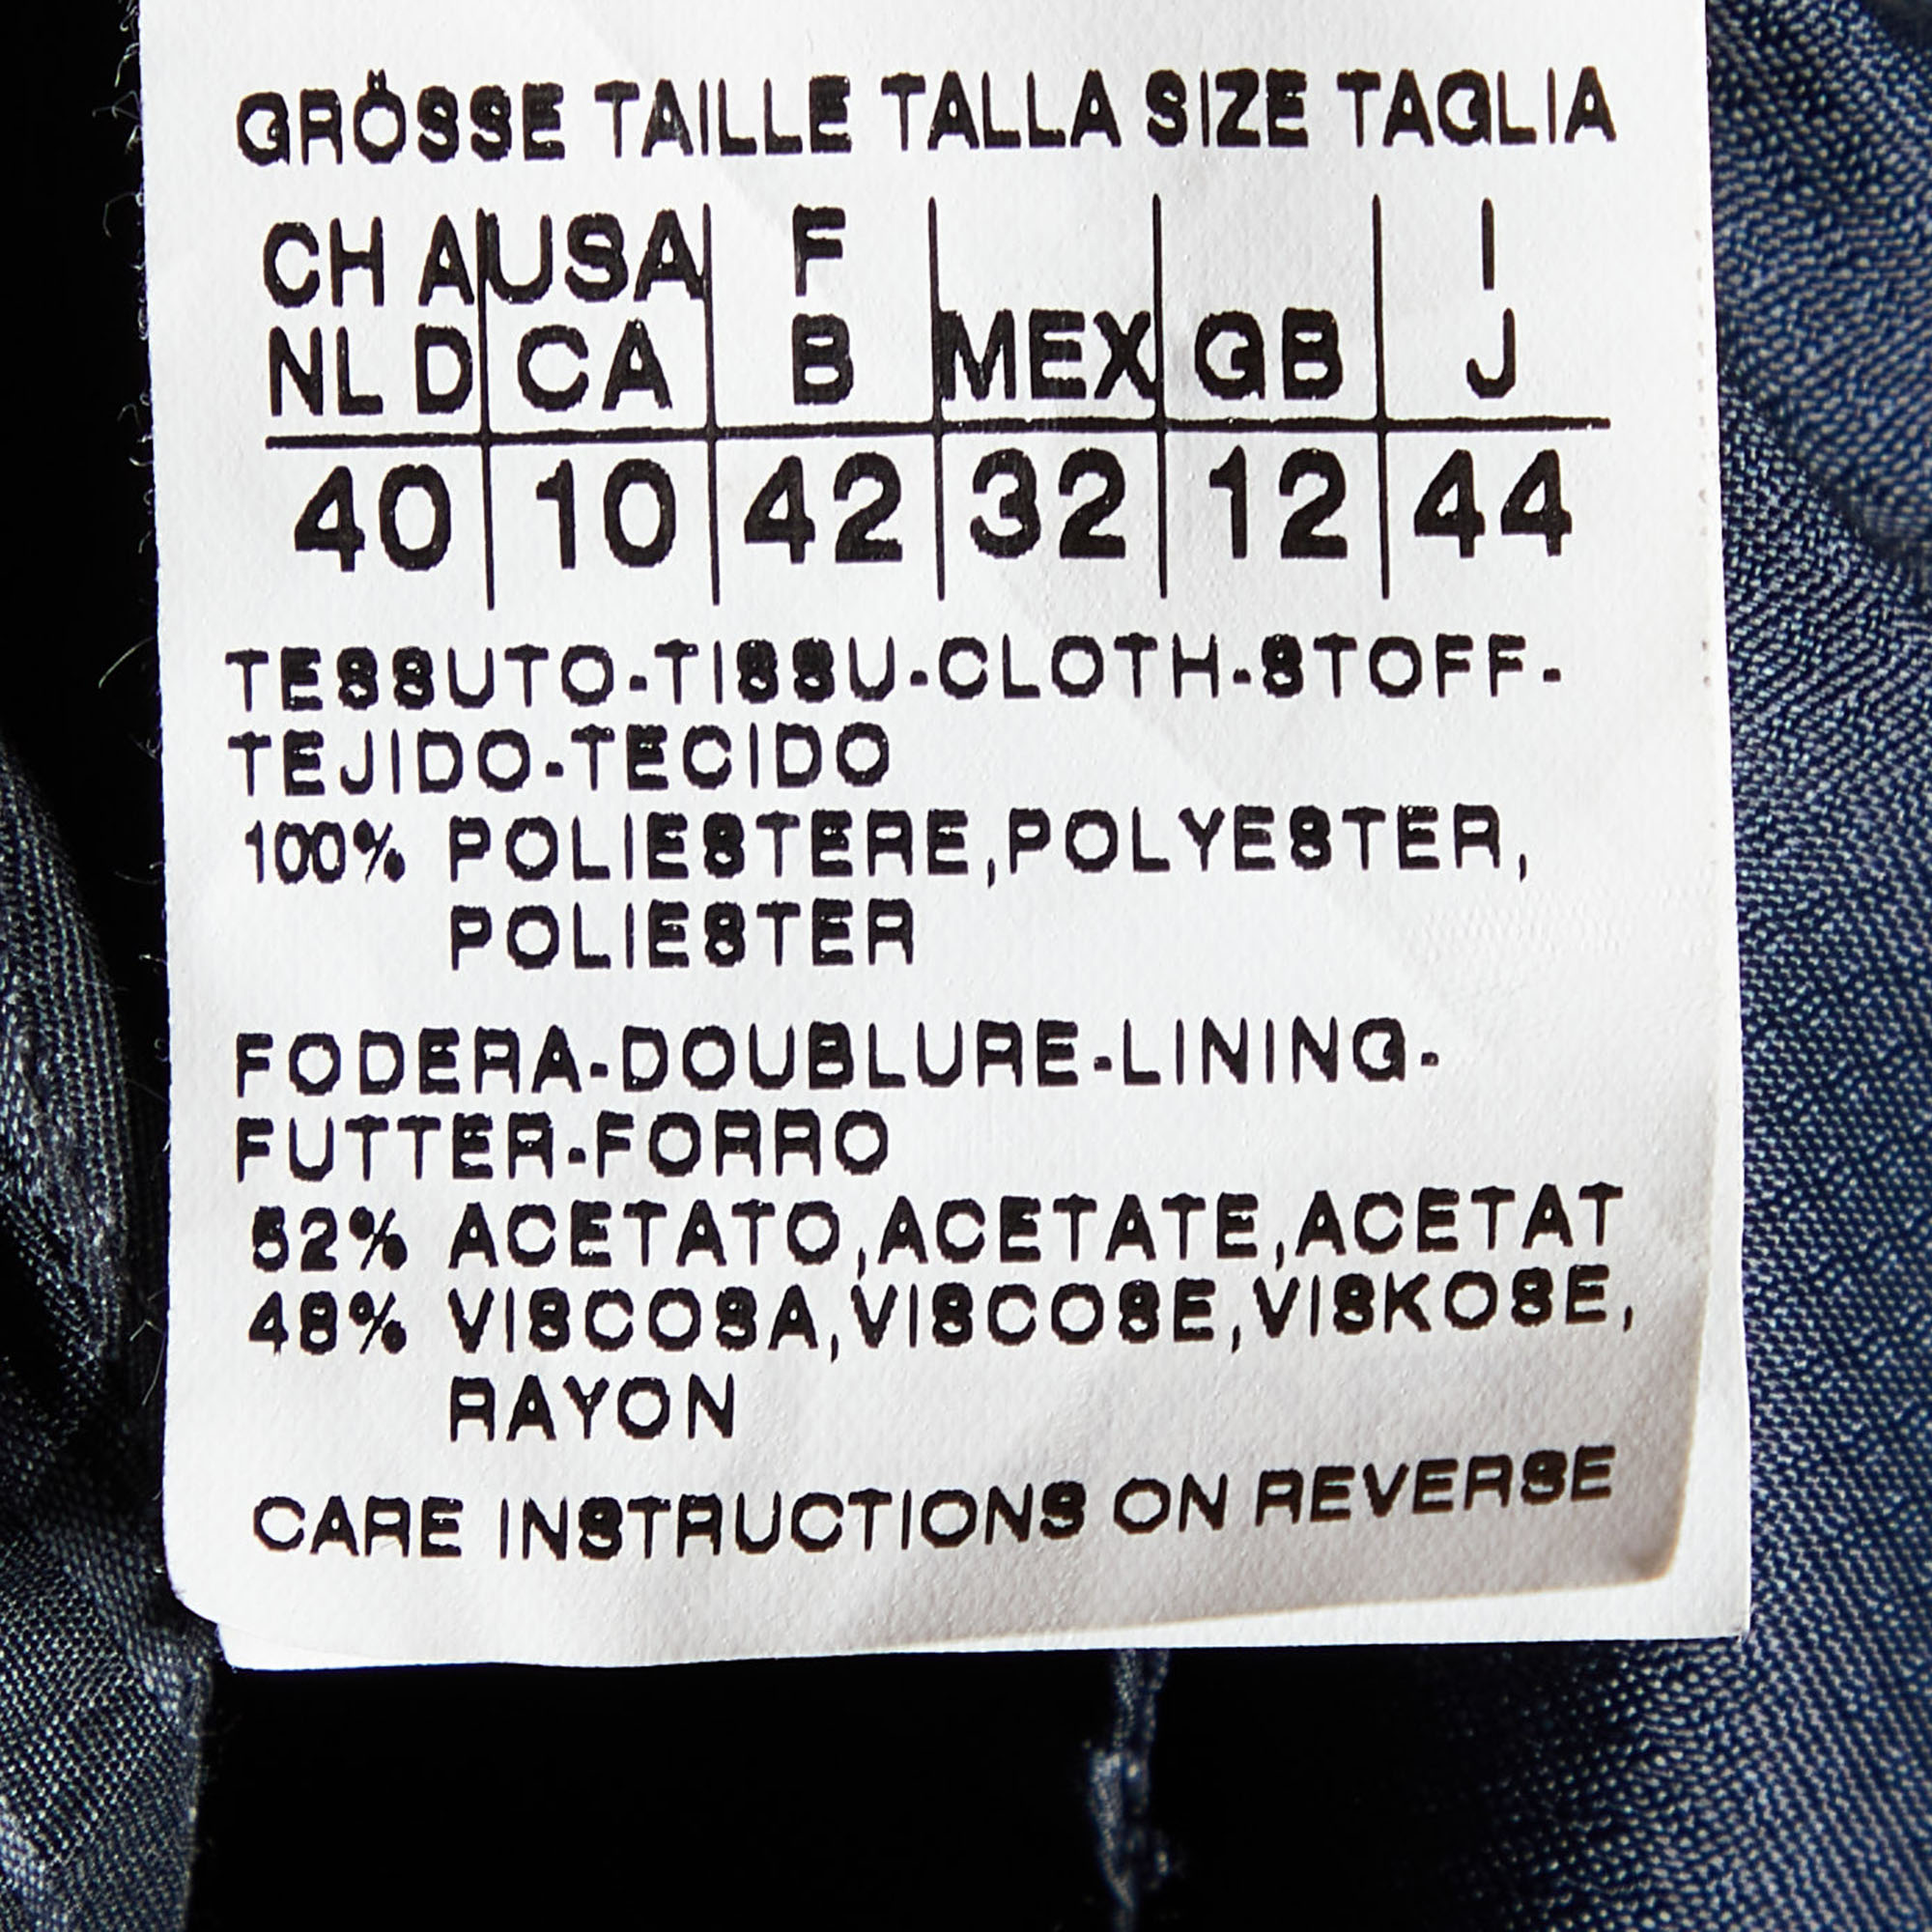 GRÖSSE TAILLE TALLA SIZE TAGLIA
CH A USA F I
NL D CA B MEX GB J
40 10 42 32 12 44
TESSUTO-TISSU-CLOTH-STOFF-
TEJIDO-TECIDO
100% POLIESTERE,POLYESTER,
POLIESTER
FODERA-DOUBLURE-LINING-
FUTTER-FORRO
52% ACETATO,ACETATE,ACETAT
48% VISCOSA,VISCOSE,VISKOSE,
RAYON
CARE INSTRUCTIONS ON REVERSE